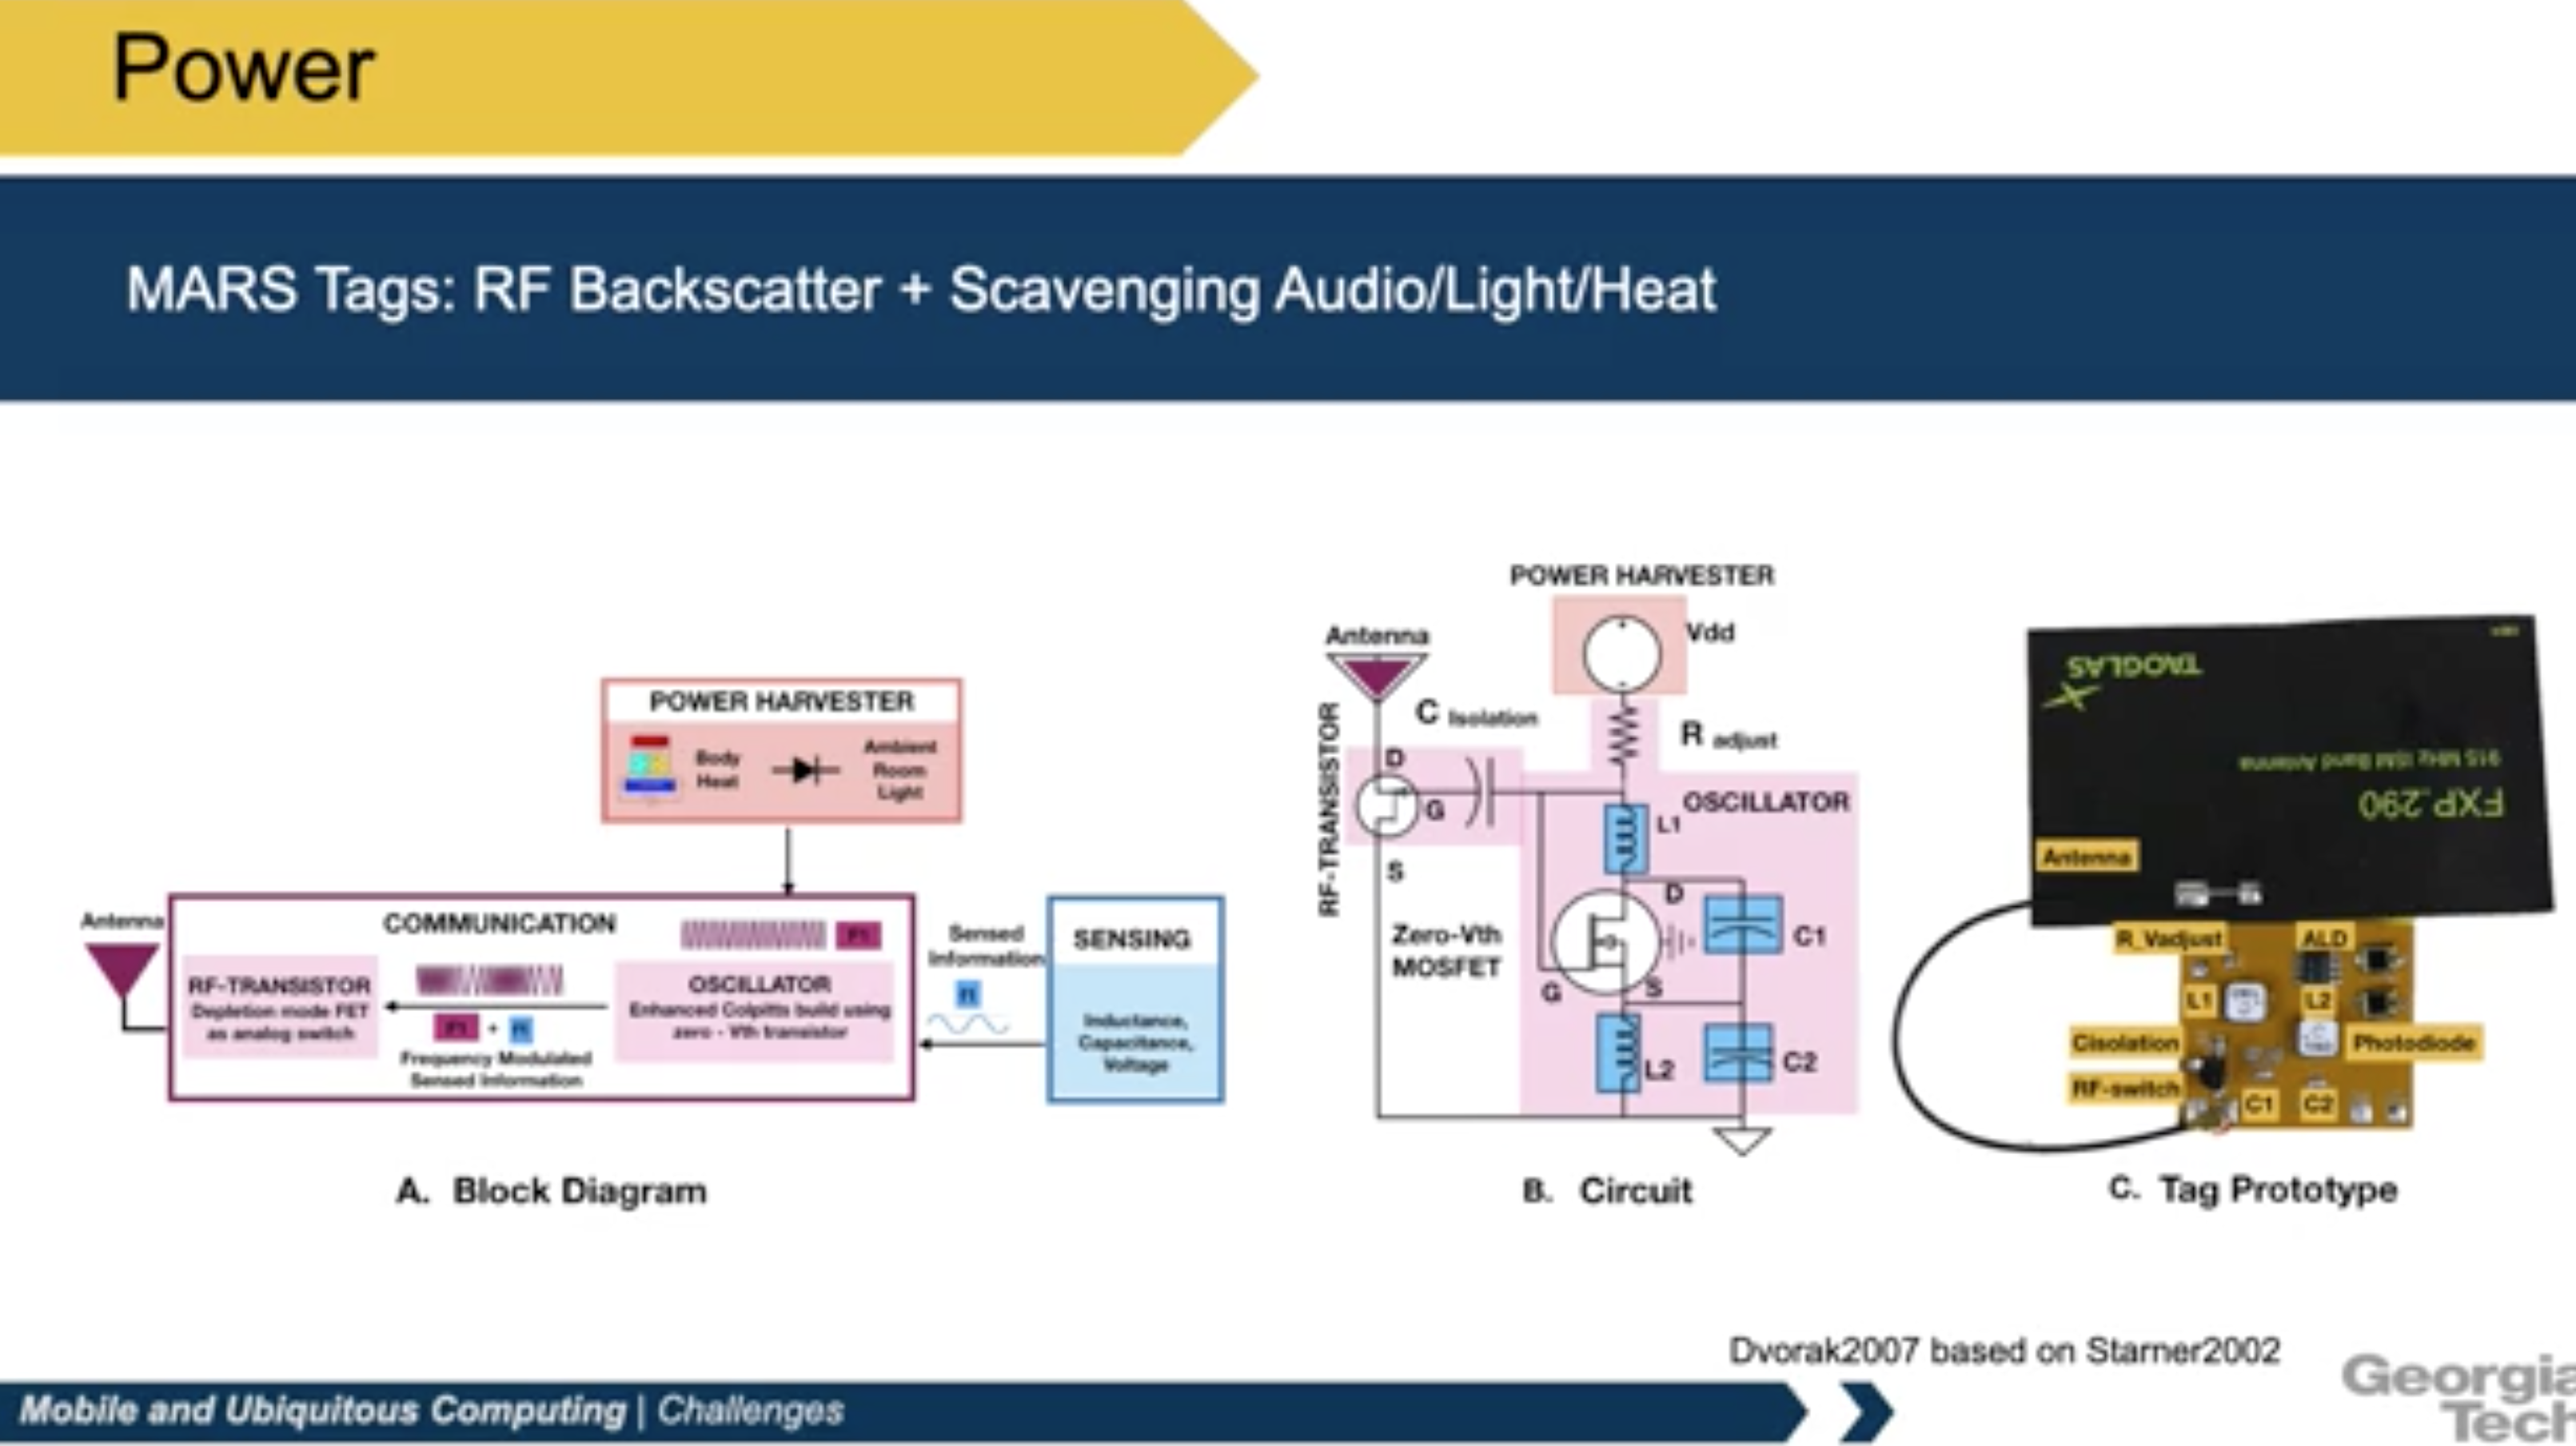 Power
MARS Tags: RF Backscatter + Scavenging Audio/Light/Heat
POWER HARVESTER
Body
Heat
Ambient
Room
Light
Antenna
COMMUNICATION
F1
RF-TRANSISTOR
Depletion mode FET
as analog switch
F1 + f1
Frequency Modulated
Sensed Information
OSCILLATOR
Enhanced Colpitts build using
zero - Vth transistor
Sensed
Information
f1
SENSING
Inductance,
Capacitance,
Voltage
A. Block Diagram
POWER HARVESTER
Vdd
Antenna
RF-TRANSISTOR
C Isolation
R adjust
D
G
S
OSCILLATOR
L1
D
C1
Zero-Vth
MOSFET
G
S
L2
C2
B. Circuit
TAOGLAS
915 MHz ISM Band Antenna
FXP.290
Antenna
R_Vadjust
ALD
L1
L2
Cisolation
Photodiode
RF-switch
C1
C2
C. Tag Prototype
Dvorak2007 based on Starner2002
Mobile and Ubiquitous Computing | Challenges
Georgia
Tech